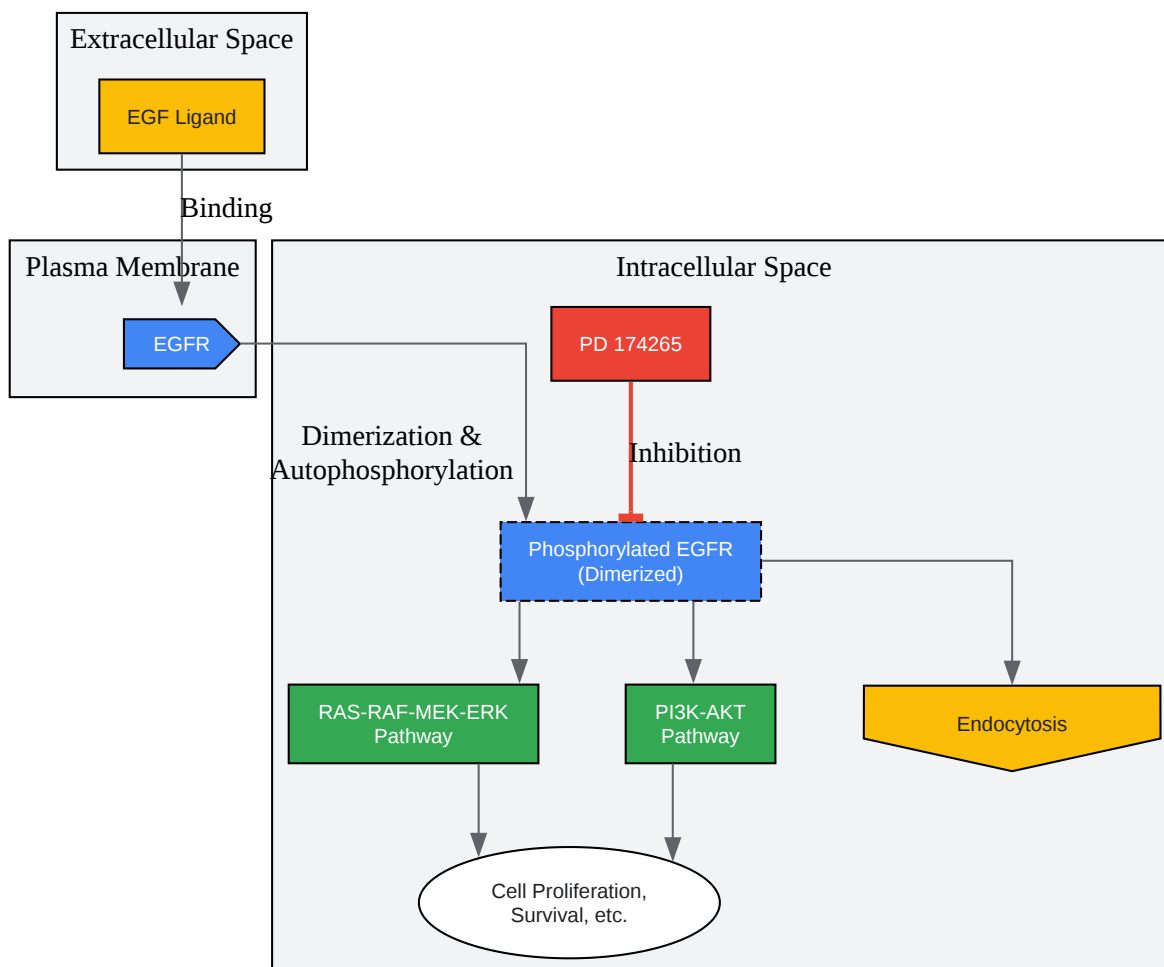 Extracellular Space
EGF Ligand
Binding
Plasma Membrane
Intracellular Space
EGFR
PD 174265
Dimerization &
Autophosphorylation
Inhibition
Phosphorylated EGFR
(Dimerized)
RAS-RAF-MEK-ERK
Pathway
PI3K-AKT
Pathway
Endocytosis
Cell Proliferation,
Survival, etc.